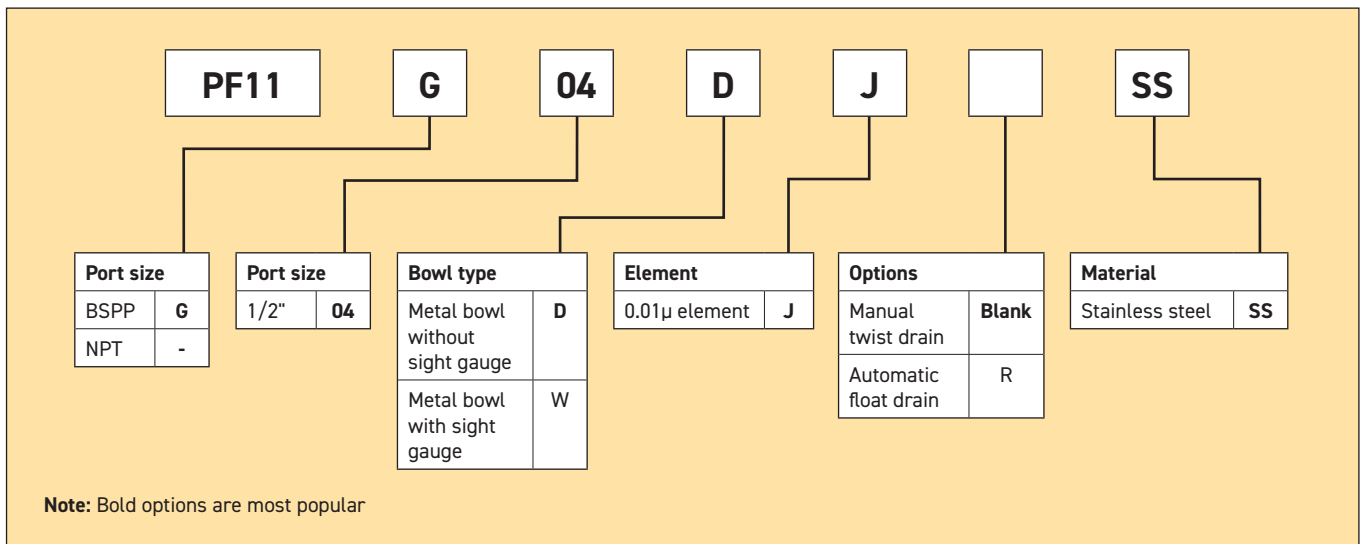 PF11 G 04 D J SS
Port size
BSPP G
NPT -
Port size
1/2" 04
Bowl type
Metal bowl D
without
sight gauge
Metal bowl W
with sight
gauge
Element
0.01µ element J
Options
Manual Blank
twist drain
Automatic R
float drain
Material
Stainless steel SS
Note: Bold options are most popular